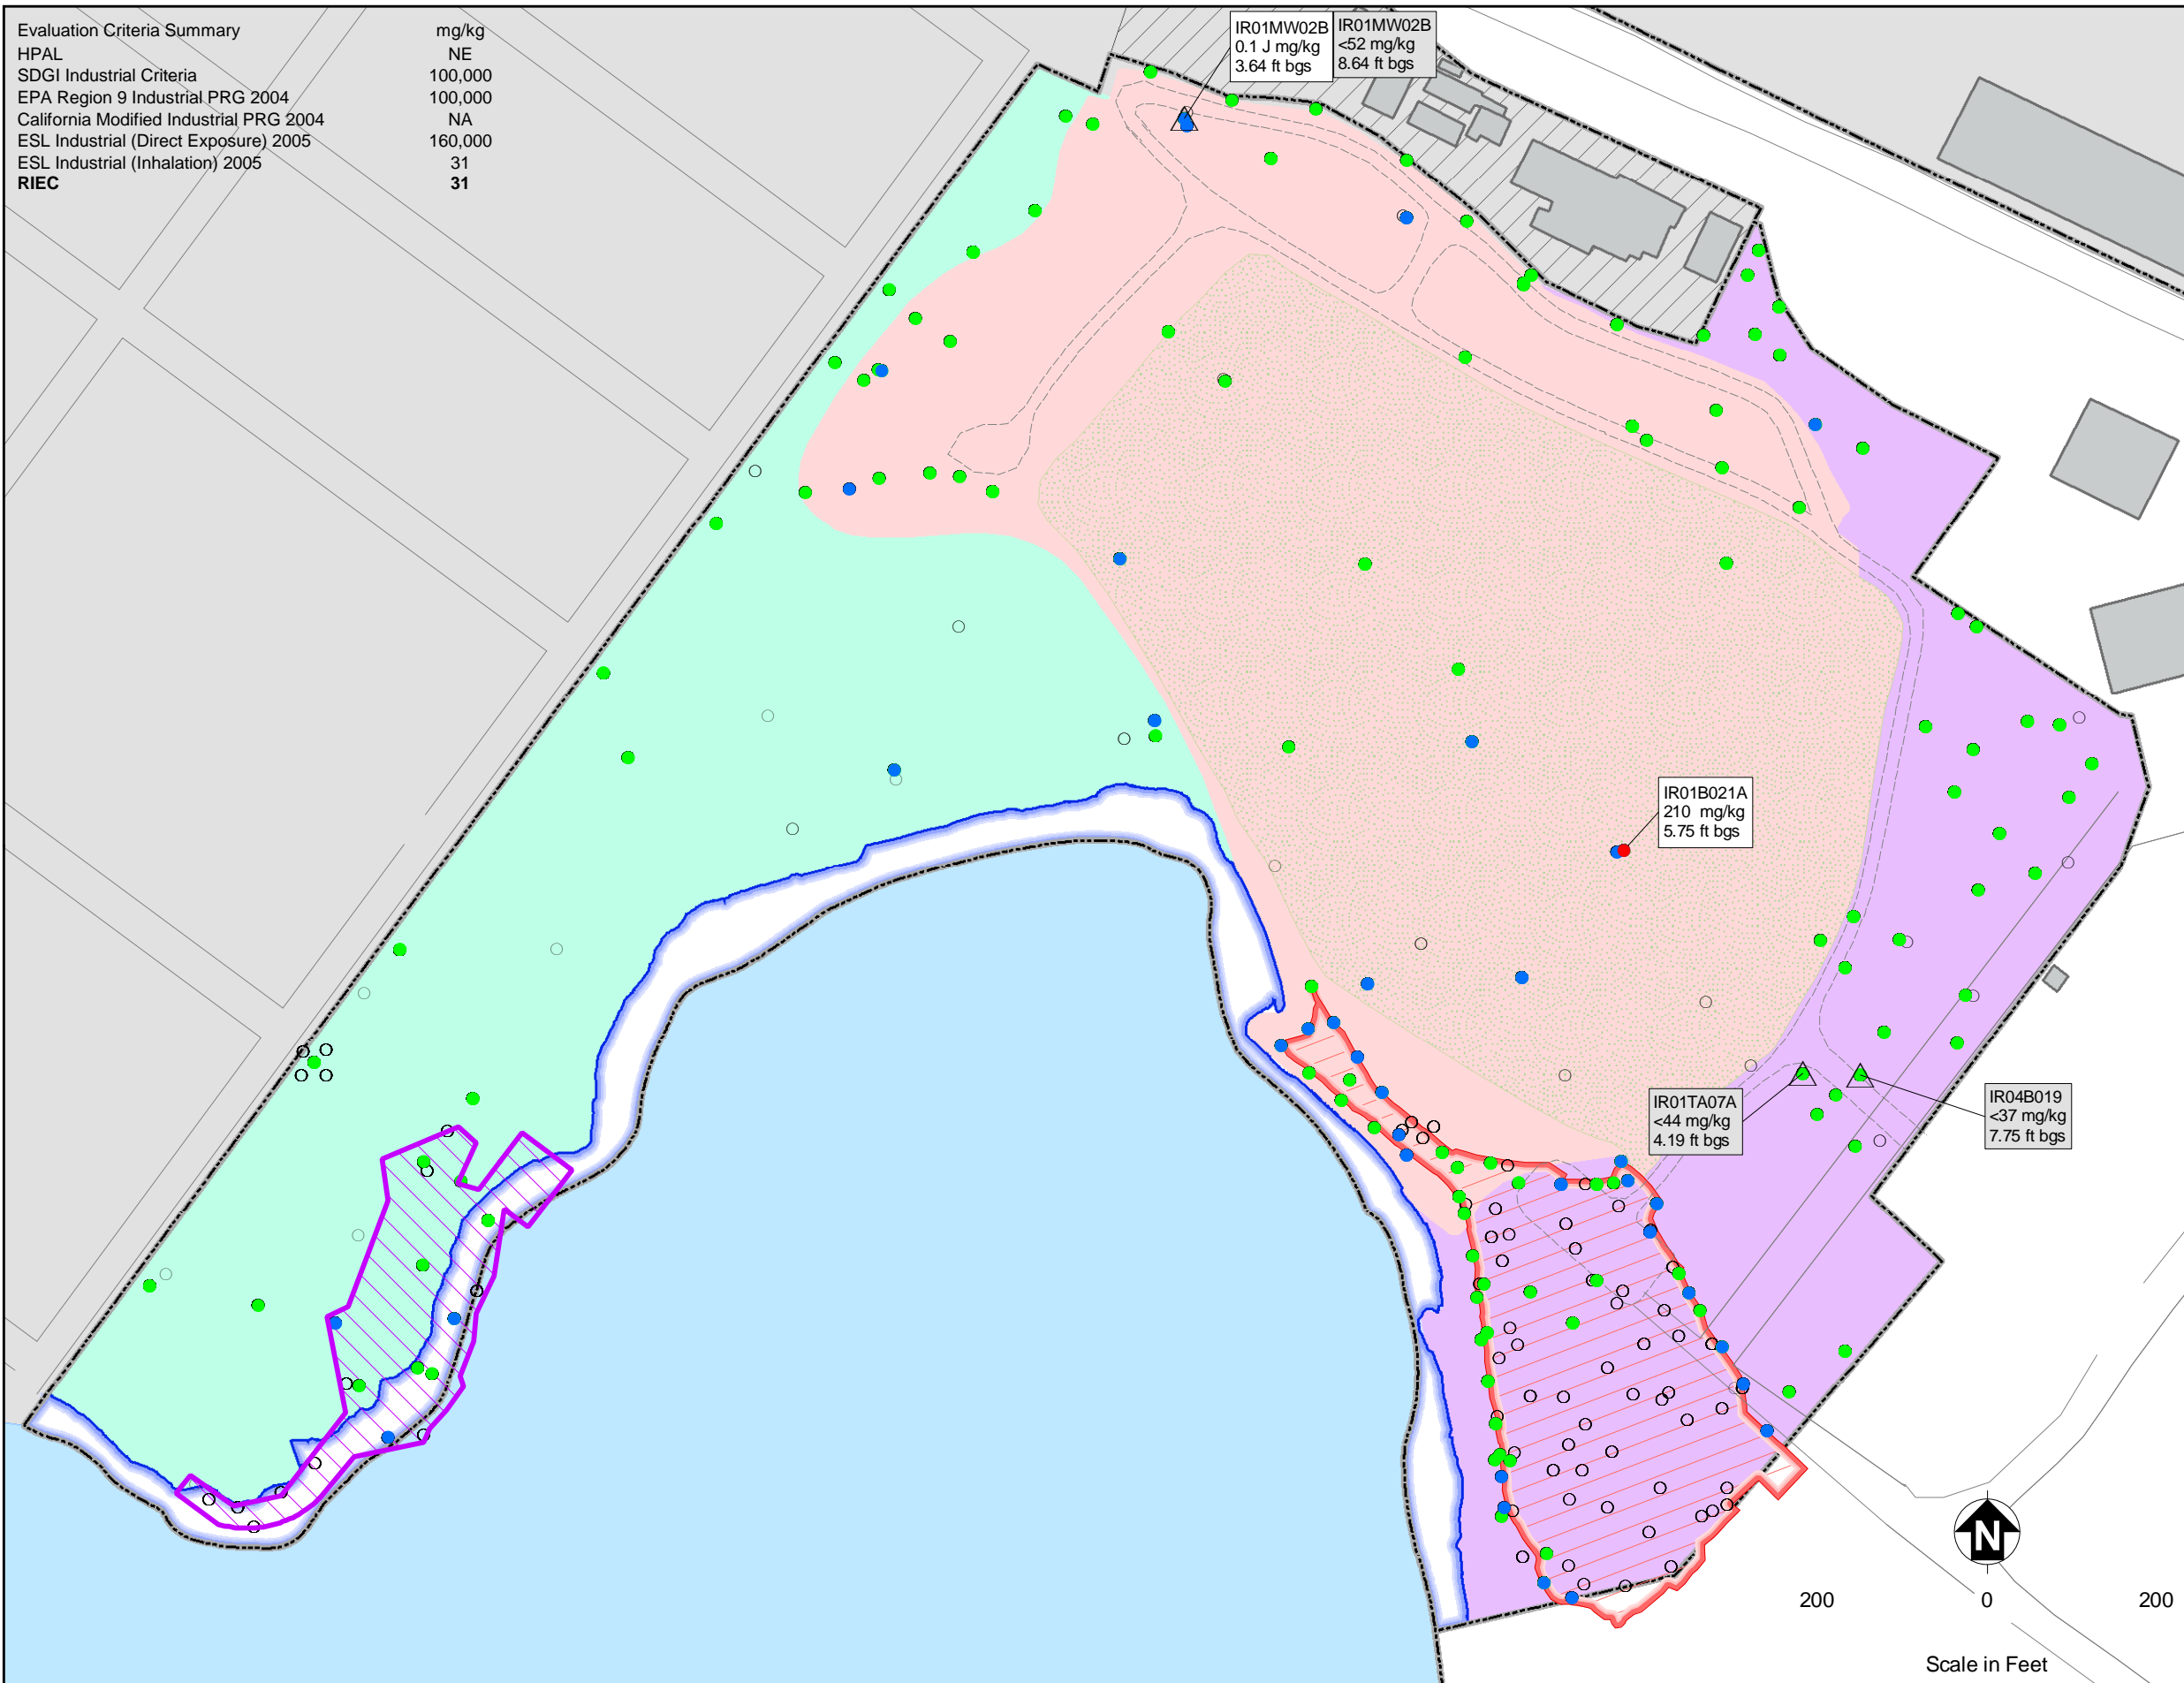 Evaluation Criteria Summary mg/kg
HPAL NE
SDGI Industrial Criteria 100,000
EPA Region 9 Industrial PRG 2004 100,000
California Modified Industrial PRG 2004 NA
ESL Industrial (Direct Exposure) 2005 160,000
ESL Industrial (Inhalation) 2005 31
RIEC 31
IR01MW02B
0.1 J mg/kg
3.64 ft bgs
IR01MW02B
<52 mg/kg
8.64 ft bgs
IR01B021A
210 mg/kg
5.75 ft bgs
IR01TA07A
<44 mg/kg
4.19 ft bgs
IR04B019
<37 mg/kg
7.75 ft bgs
N
200 0 200
Scale in Feet